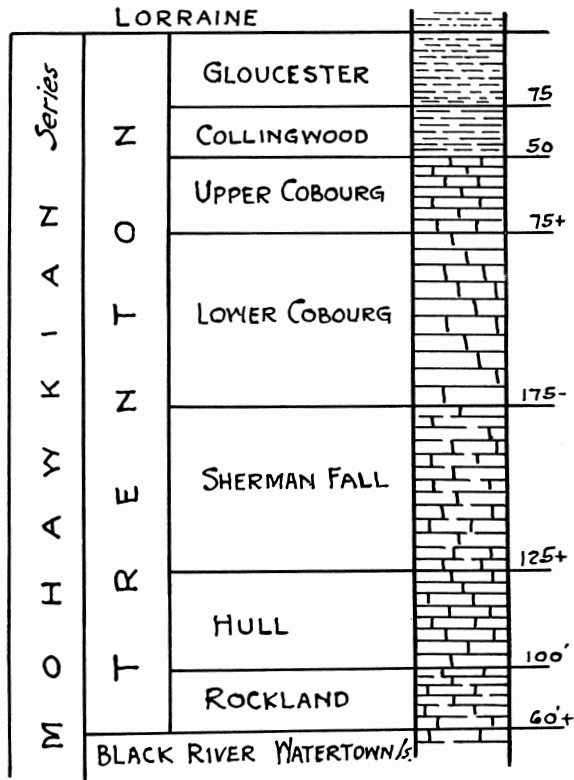 LORRAINE
MOHAWKIAN Series
TRENTON
GLOUCESTER
75
COLLINGWOOD
50
UPPER COBOURG
75+
LOWER COBOURG
175-
SHERMAN FALL
125+
HULL
100'
ROCKLAND
60'+
BLACK RIVER WATERTOWN ls.